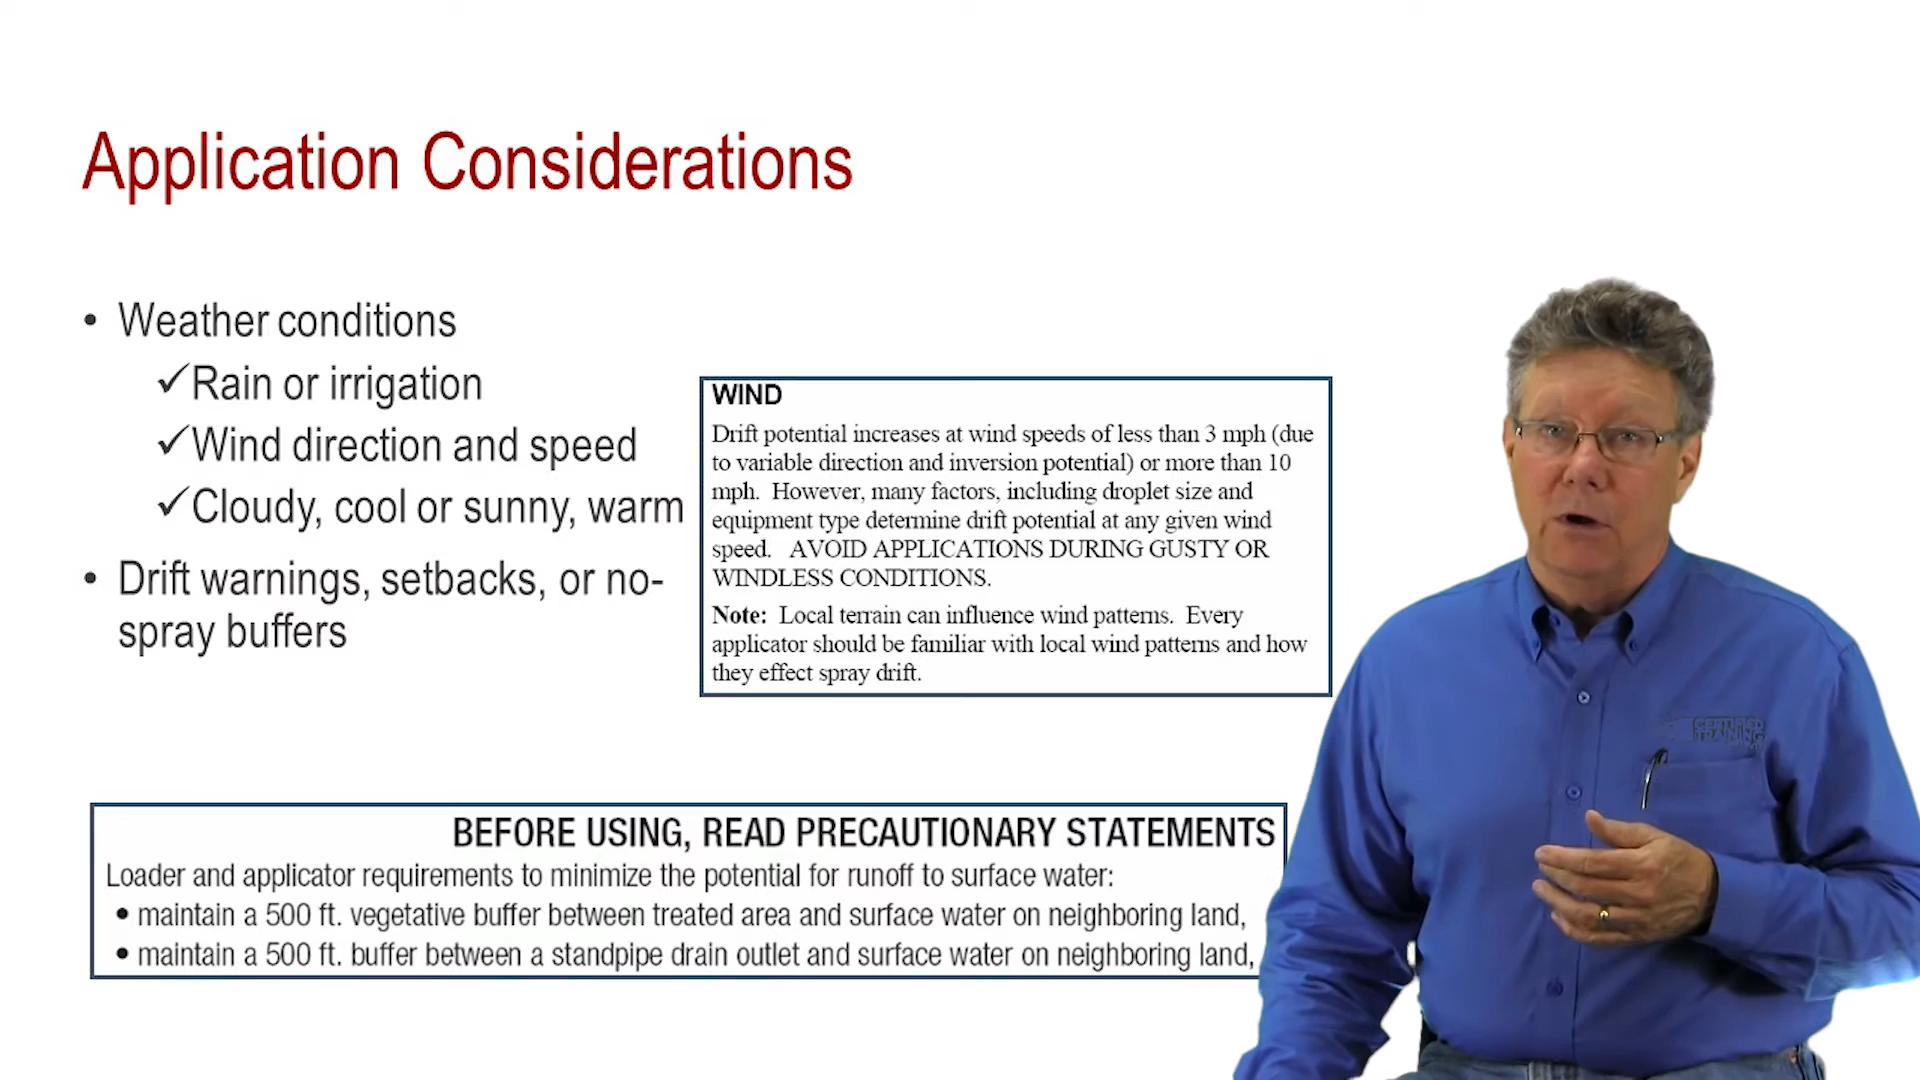 Application Considerations
• Weather conditions
✓Rain or irrigation
✓Wind direction and speed
✓Cloudy, cool or sunny, warm
• Drift warnings, setbacks, or no-
spray buffers
WIND
Drift potential increases at wind speeds of less than 3 mph (due
to variable direction and inversion potential) or more than 10
mph. However, many factors, including droplet size and
equipment type determine drift potential at any given wind
speed. AVOID APPLICATIONS DURING GUSTY OR
WINDLESS CONDITIONS.
Note: Local terrain can influence wind patterns. Every
applicator should be familiar with local wind patterns and how
they effect spray drift.
BEFORE USING, READ PRECAUTIONARY STATEMENTS
Loader and applicator requirements to minimize the potential for runoff to surface water:
• maintain a 500 ft. vegetative buffer between treated area and surface water on neighboring land,
• maintain a 500 ft. buffer between a standpipe drain outlet and surface water on neighboring land,
CERTIFIED
TRAINING